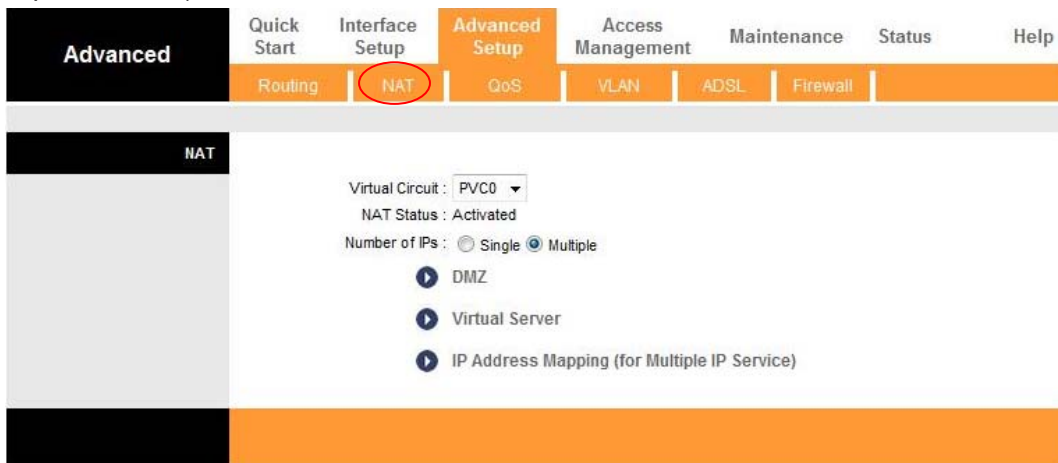 Advanced
Quick Start
Interface Setup
Advanced Setup
Access Management
Maintenance
Status
Help
Routing
NAT
QoS
VLAN
ADSL
Firewall
NAT
Virtual Circuit : PVC0
NAT Status : Activated
Number of IPs : Single Multiple
DMZ
Virtual Server
IP Address Mapping (for Multiple IP Service)